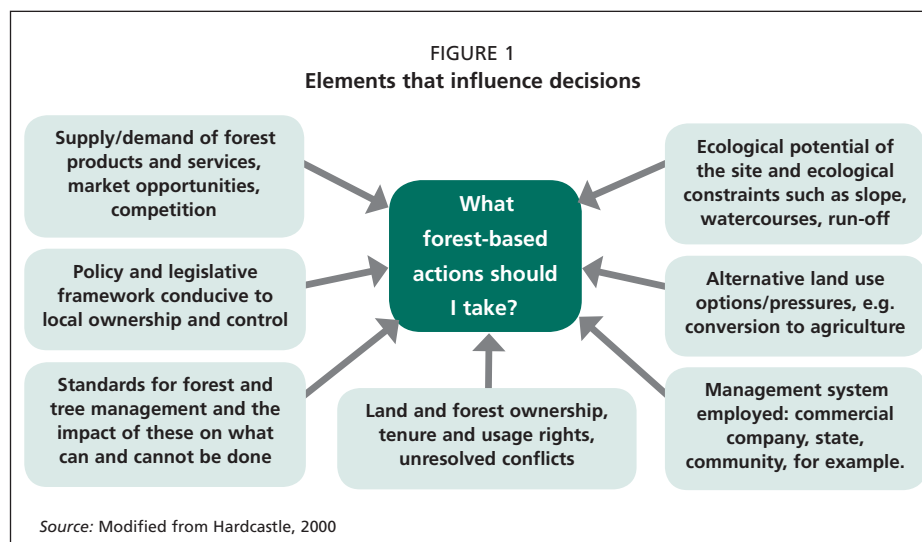 FIGURE 1
Elements that influence decisions
Supply/demand of forest
products and services,
market opportunities,
competition
Policy and legislative
framework conducive to
local ownership and control
Standards for forest and
tree management and the
impact of these on what
can and cannot be done
What
forest-based
actions should
I take?
Land and forest ownership,
tenure and usage rights,
unresolved conflicts
Ecological potential of
the site and ecological
constraints such as slope,
watercourses, run-off
Alternative land use
options/pressures, e.g.
conversion to agriculture
Management system
employed: commercial
company, state,
community, for example.
Source: Modified from Hardcastle, 2000